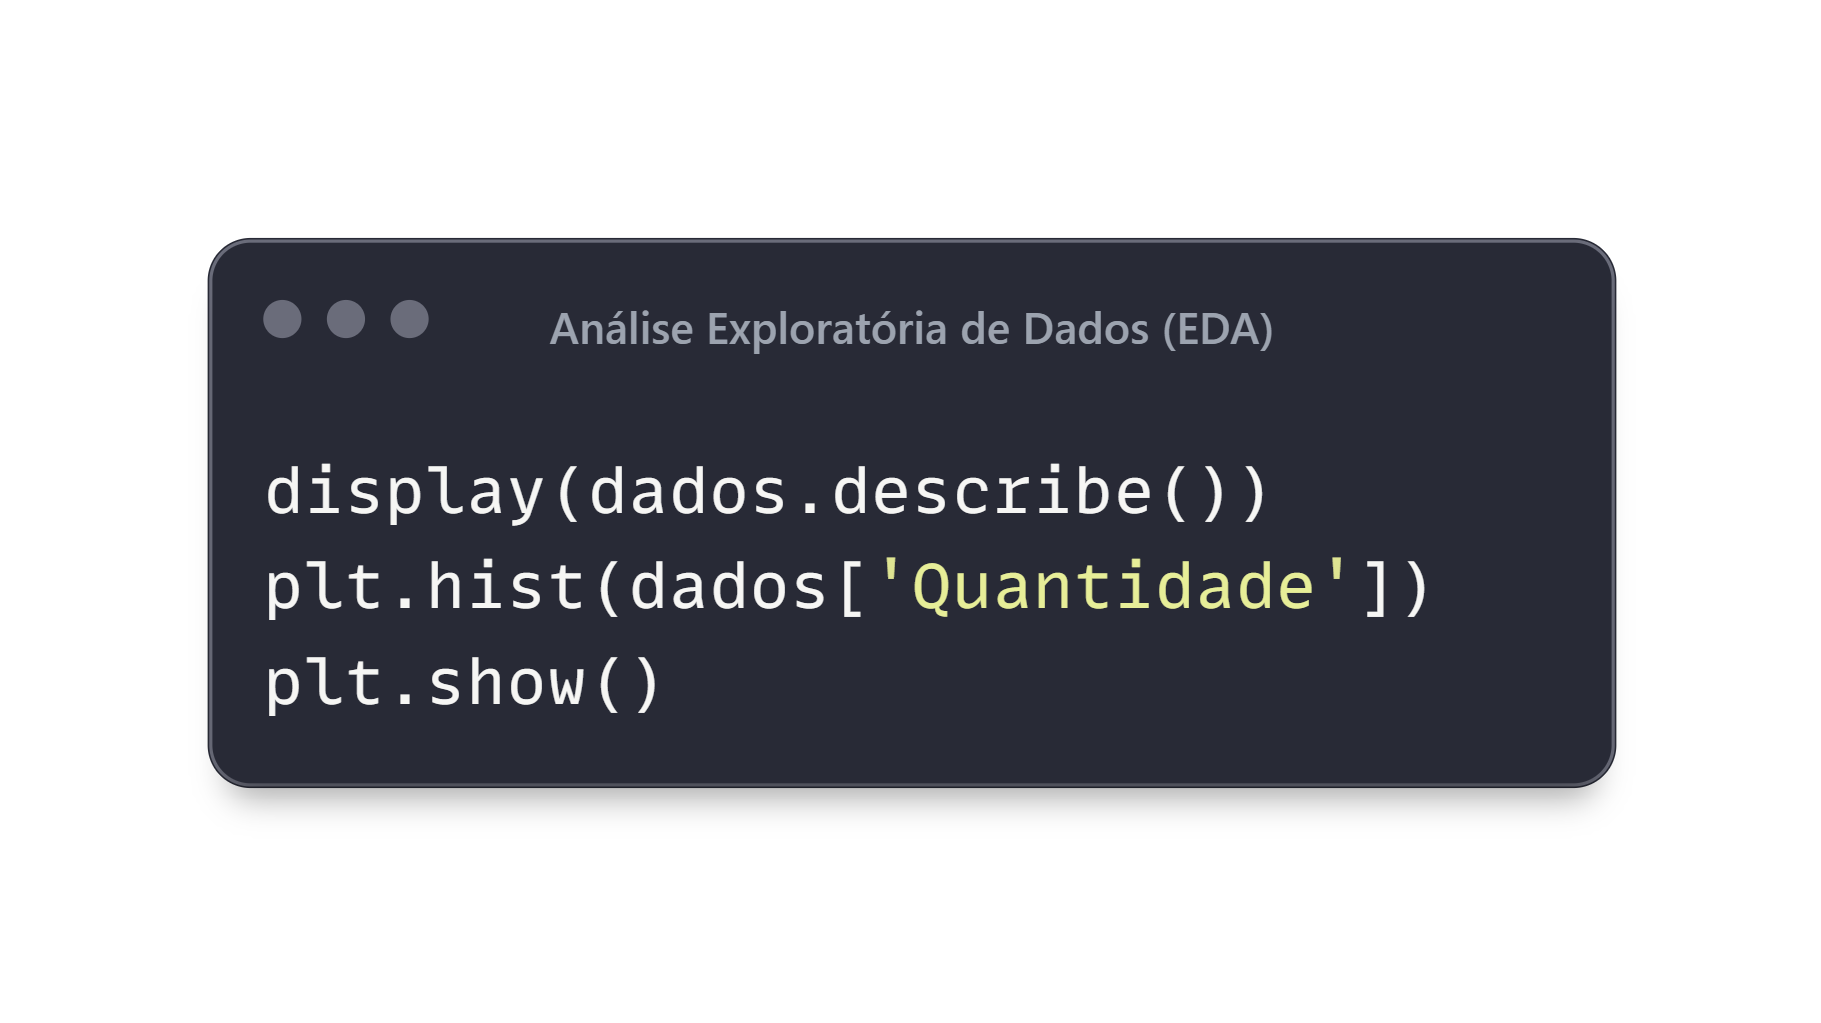 Análise Exploratória de Dados (EDA)
display(dados.describe())
plt.hist(dados['Quantidade'])
plt.show()